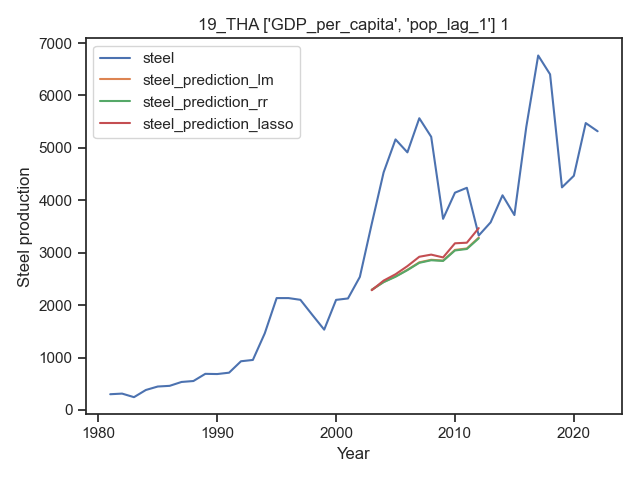 19_THA ['GDP_per_capita', 'pop_lag_1'] 1
7000
6000
5000
4000
3000
2000
1000
0
Steel production
steel
steel_prediction_lm
steel_prediction_rr
steel_prediction_lasso
1980
1990
2000
2010
2020
Year